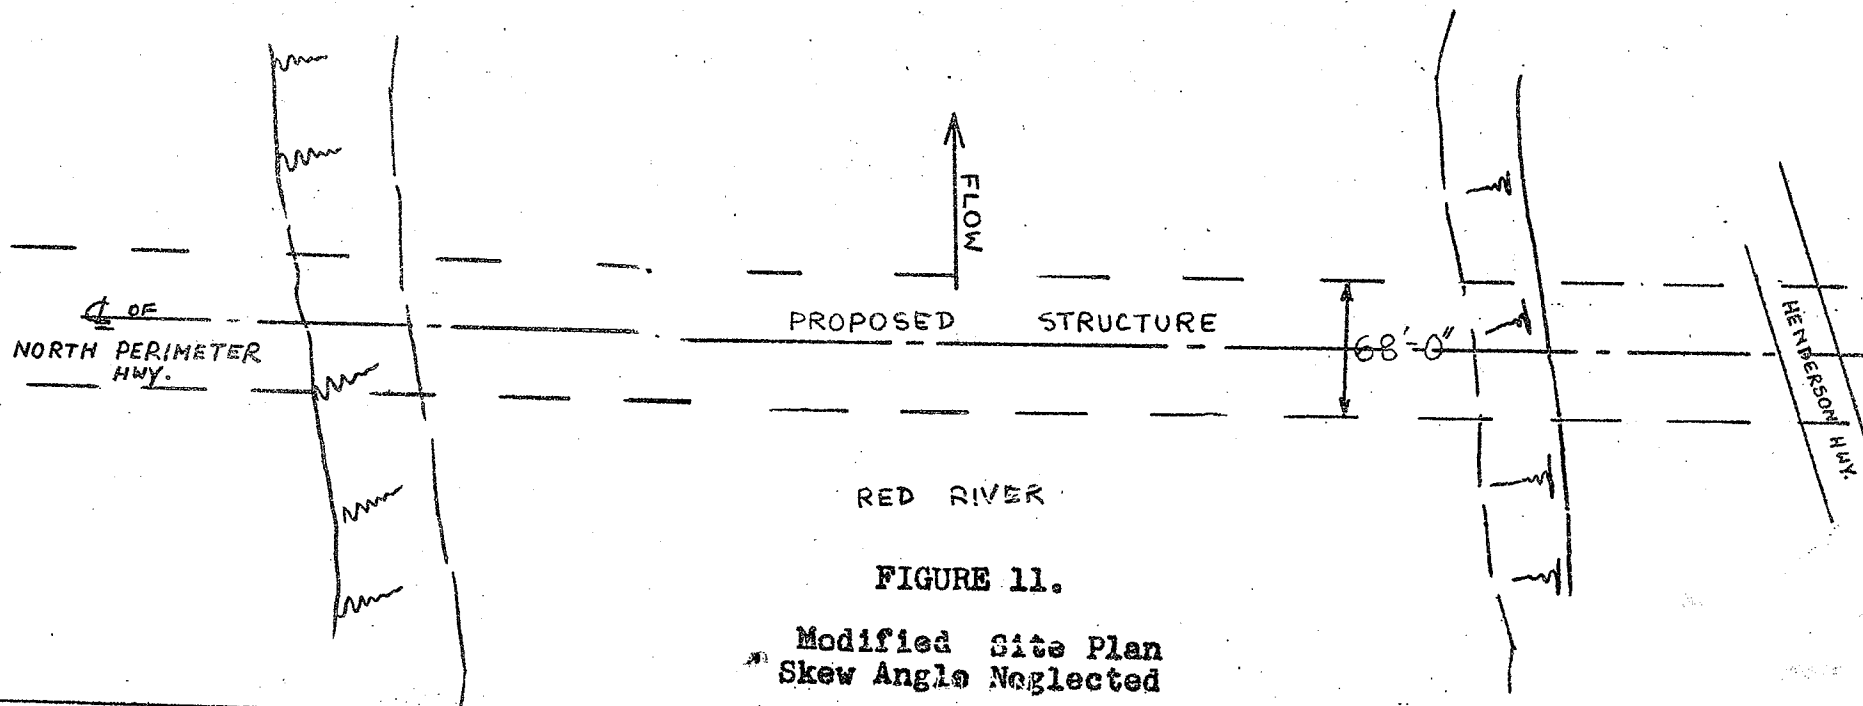 FLOW
℄ OF
NORTH PERIMETER
HWY.
PROPOSED STRUCTURE
68'-0"
HENDERSON HWY.
RED RIVER
FIGURE 11.
Modified Site Plan
Skew Angle Neglected